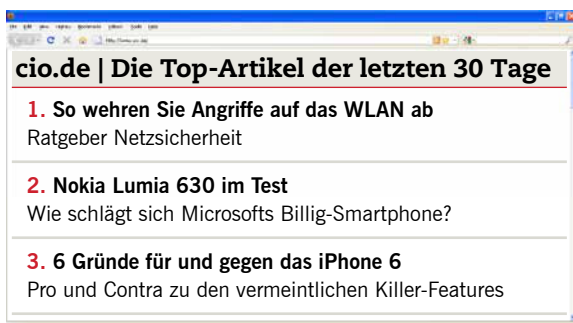 cio.de | Die Top-Artikel der letzten 30 Tage
1. So wehren Sie Angriffe auf das WLAN ab
Ratgeber Netzsicherheit
2. Nokia Lumia 630 im Test
Wie schlägt sich Microsofts Billig-Smartphone?
3. 6 Gründe für und gegen das iPhone 6
Pro und Contra zu den vermeintlichen Killer-Features